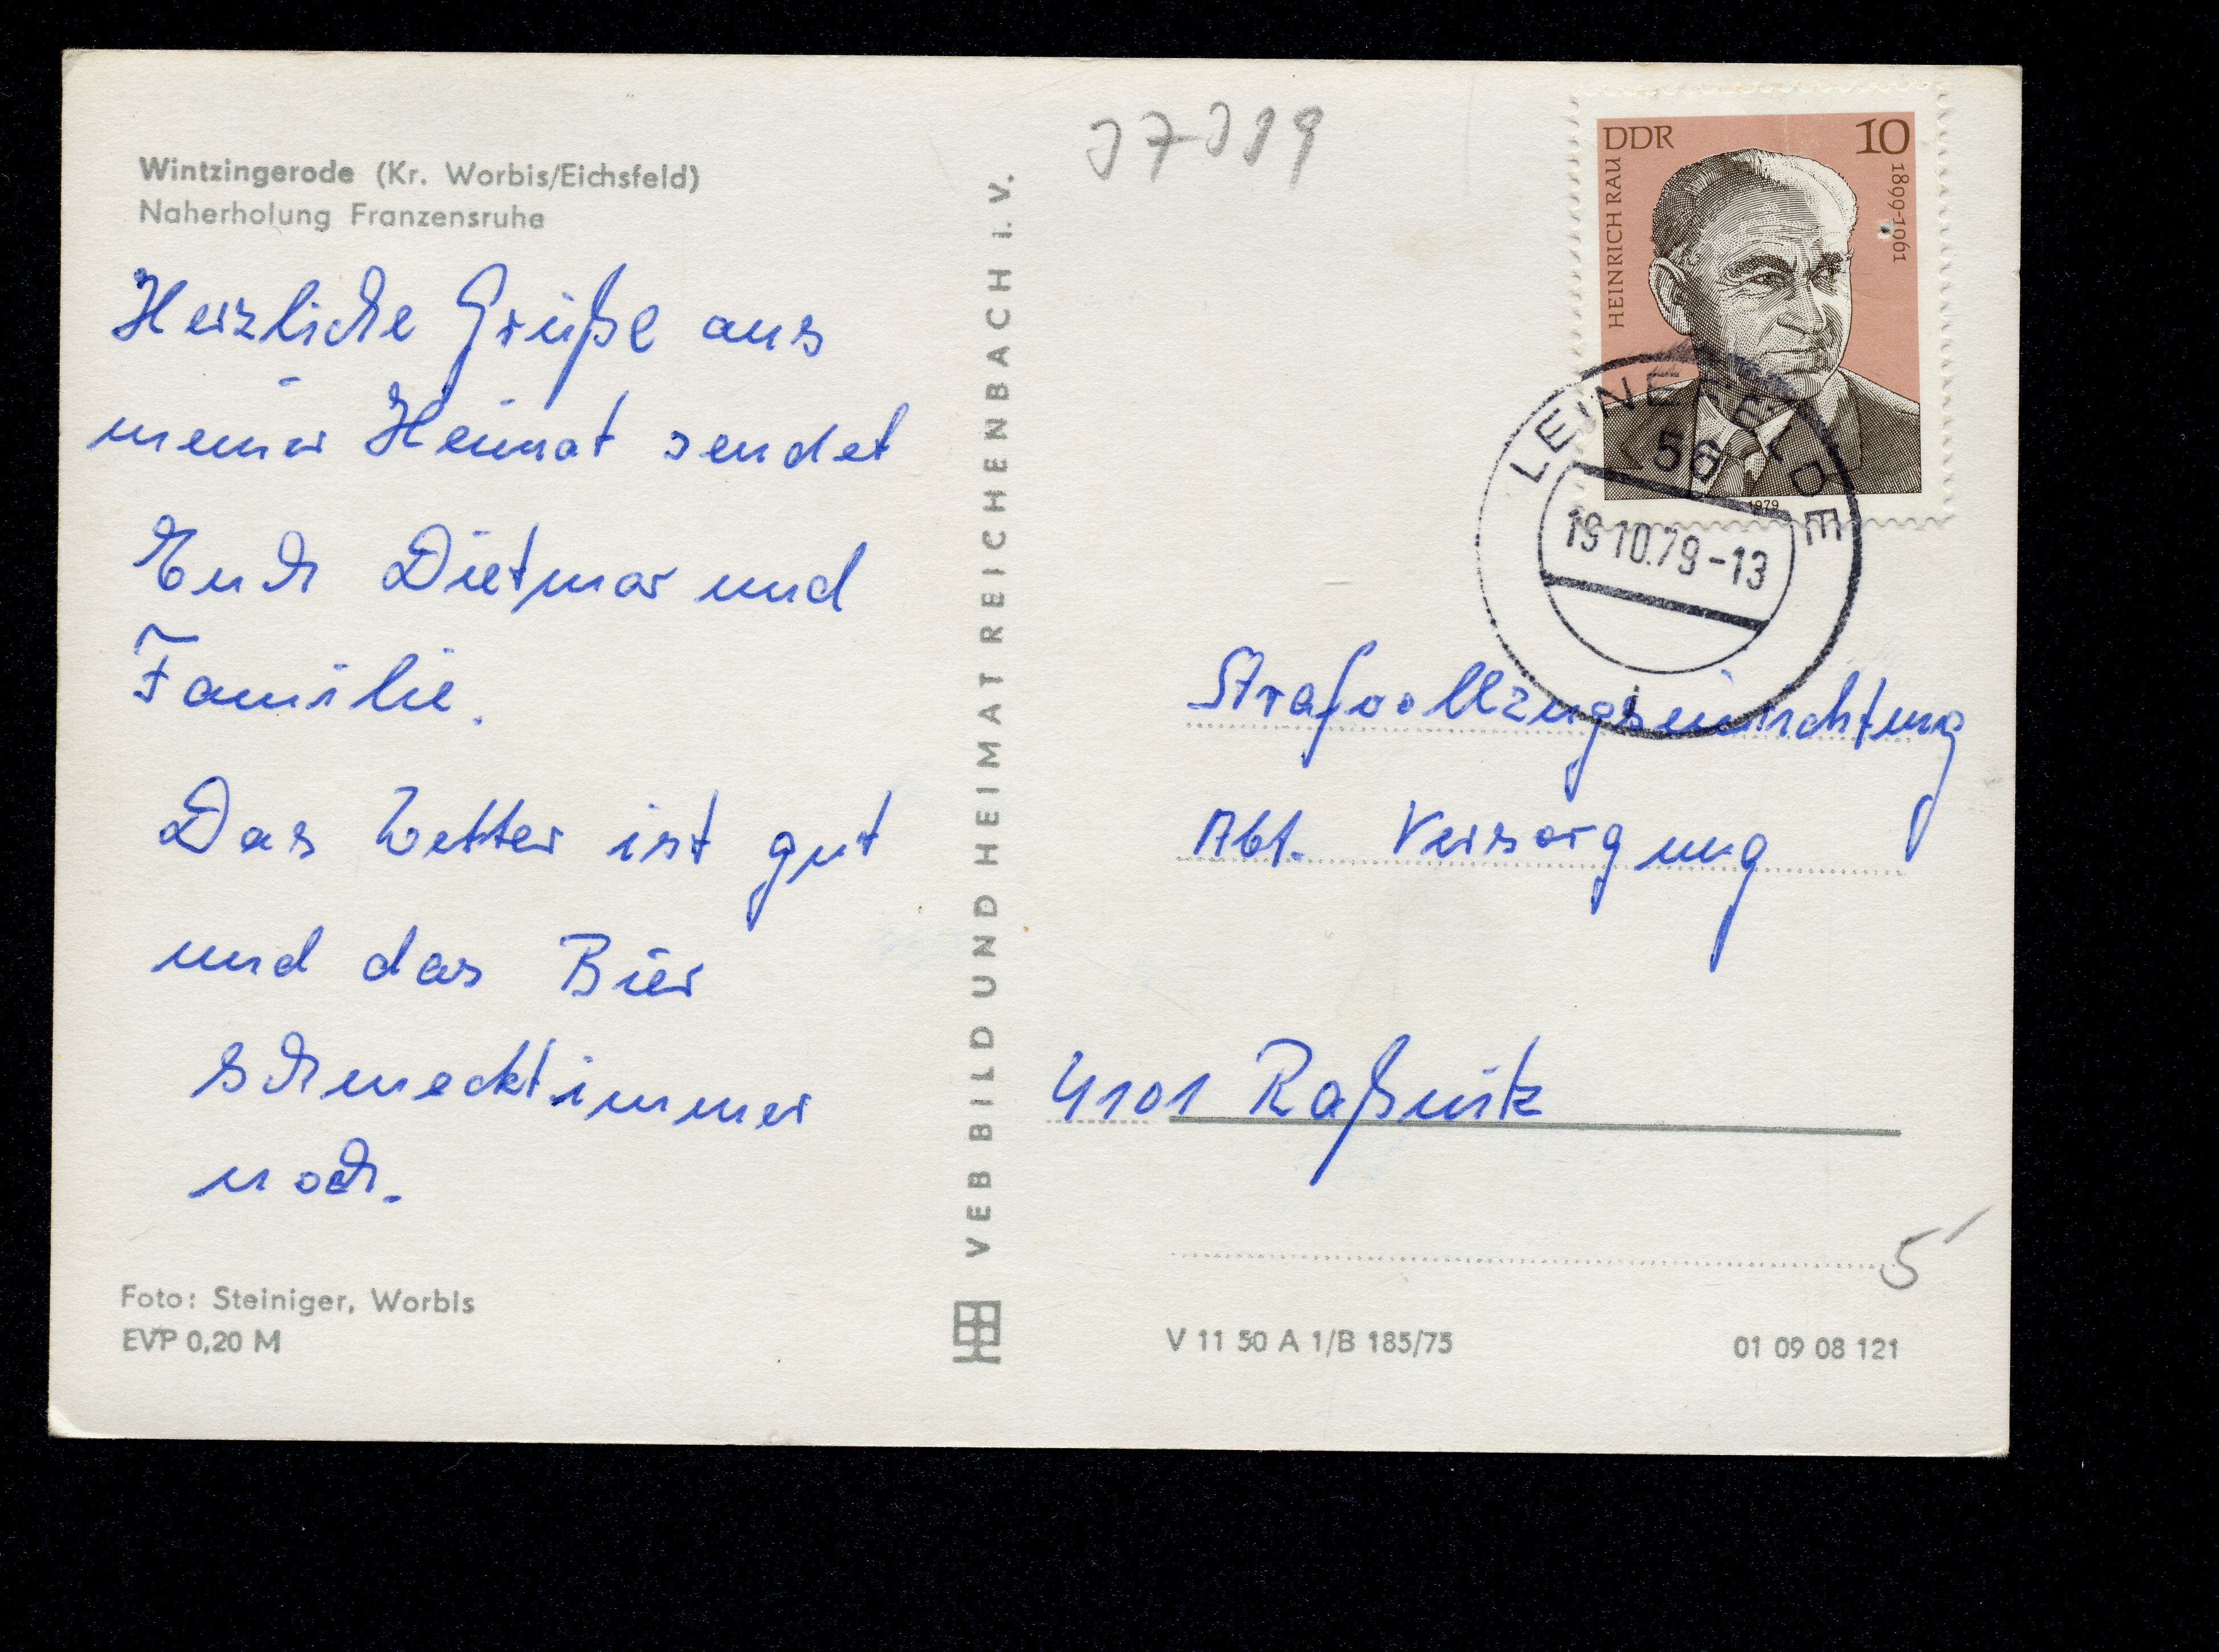 Wintzingerode (Kr. Worbis/Eichsfeld)
Naherholung Franzensruhe
Herzliche Grüße aus
meiner Heimat sendet
Euch Dietmar und
Familie.
Das Wetter ist gut
und das Bier
schmeckt immer
noch.
Foto: Steiniger, Worbis
EVP 0,20 M
VEB BILD UND HEIMAT REICHENBACH I. V.
DDR 10
HEINRICH RAU
1899-1961
1979
LEINEFELDE
56
19.10.79-13
i
Strafvollzugseinrichtung
Abt. Versorgung
4101 Raßnitz
5
V 11 50 A 1/B 185/75
01 09 08 121